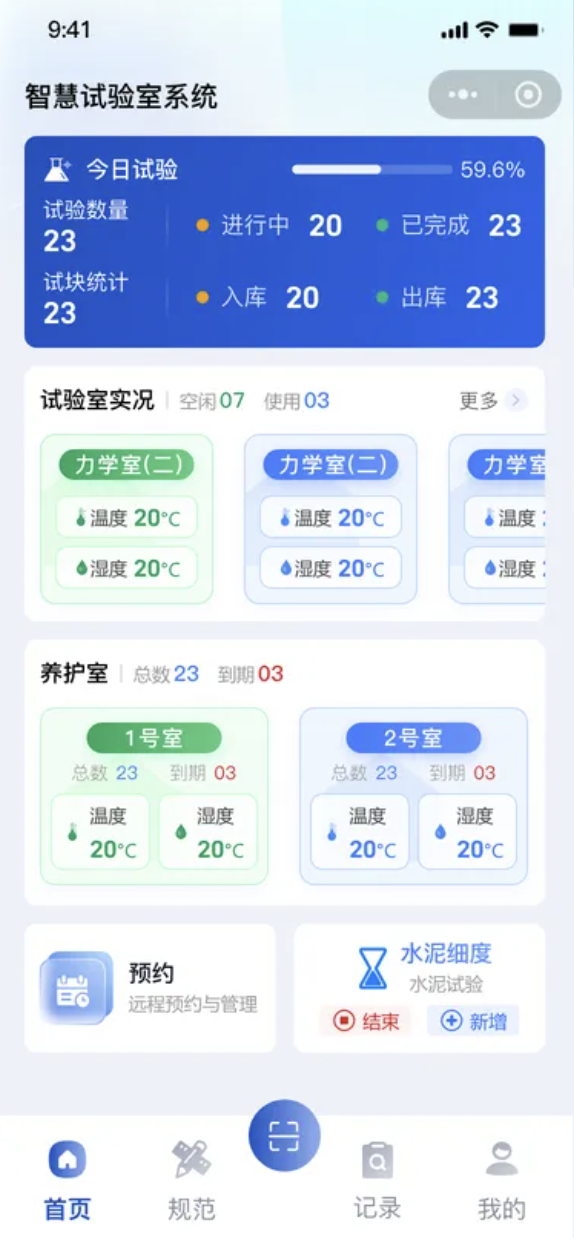 9:41
智慧试验室系统
今日试验 59.6%
试验数量
23
进行中 20 已完成 23
试块统计
23
入库 20 出库 23
试验室实况 空闲07 使用03 更多
力学室(二) 力学室(二) 力学室
温度 20°C 温度 20°C 温度
湿度 20°C 湿度 20°C 湿度
养护室 总数23 到期03
1号室 2号室
总数 23 到期 03 总数 23 到期 03
温度 湿度 温度 湿度
20°C 20°C 20°C 20°C
预约
远程预约与管理
水泥细度
水泥试验
结束 新增
首页 规范 记录 我的